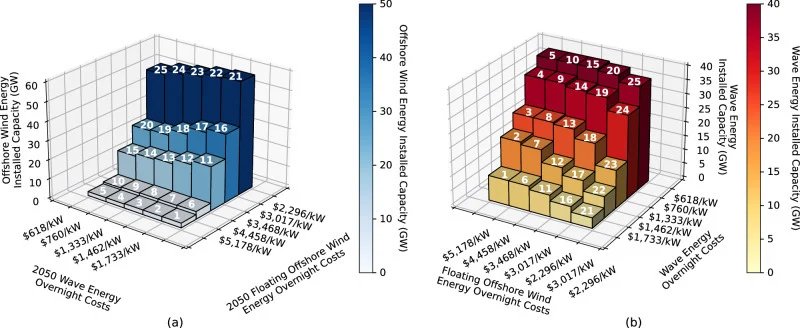 Offshore Wind Energy
Installed Capacity (GW)
60
50
40
30
20
10
0
25 24 23 22 21
20 19 18 17 16
15 14 13 12 11
10 9 8 7 6
5 4 3 2 1
$618/kW
$760/kW
$1,333/kW
$1,462/kW
$1,733/kW
2050 Wave Energy
Overnight Costs
$2,296/kW
$3,017/kW
$3,468/kW
$4,458/kW
$5,178/kW
2050 Floating Offshore Wind
Energy Overnight Costs
50
40
30
20
10
0
Offshore Wind Energy Installed Capacity (GW)
(a)
5 10 15 20 25
4 9 14 19 24
3 8 13 18 23
2 7 12 17 22
1 6 11 16 21
40
35
30
25
20
15
10
5
0
Wave Energy
Installed Capacity (GW)
$618/kW
$760/kW
$1,333/kW
$1,462/kW
$1,733/kW
Wave Energy
Overnight Costs
$5,178/kW
$4,458/kW
$3,468/kW
$3,017/kW
$2,296/kW
$3,017/kW
$2,296/kW
Floating Offshore Wind
Energy Overnight Costs
40
35
30
25
20
15
10
5
0
Wave Energy Installed Capacity (GW)
(b)